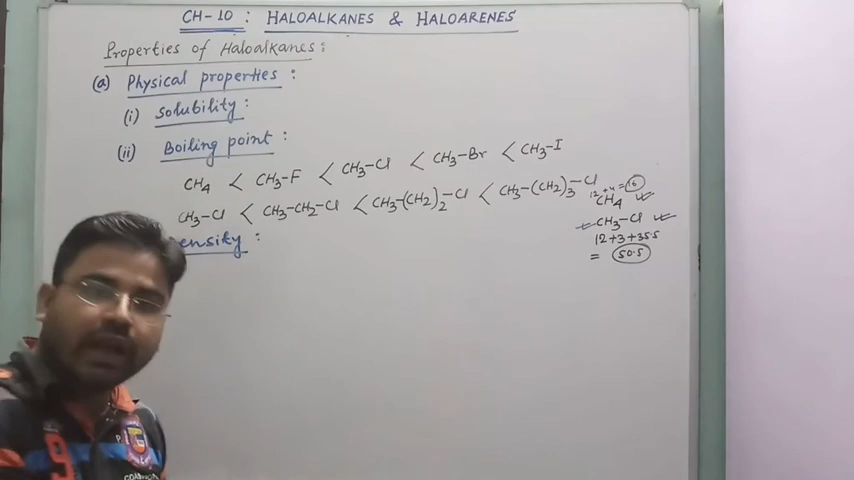 CH-10 : HALOALKANES & HALOARENES
Properties of Haloalkanes:
(a) Physical properties :
(i) Solubility :
(ii) Boiling point :
CH₄ < CH₃-F < CH₃-Cl < CH₃-Br < CH₃-I
CH₃-Cl < CH₃-CH₂-Cl < CH₃-(CH₂)₂-Cl < CH₃-(CH₂)₃-Cl
ensity :
12+4=16
CH₄
CH₃-Cl
12+3+35.5
= 50.5
9